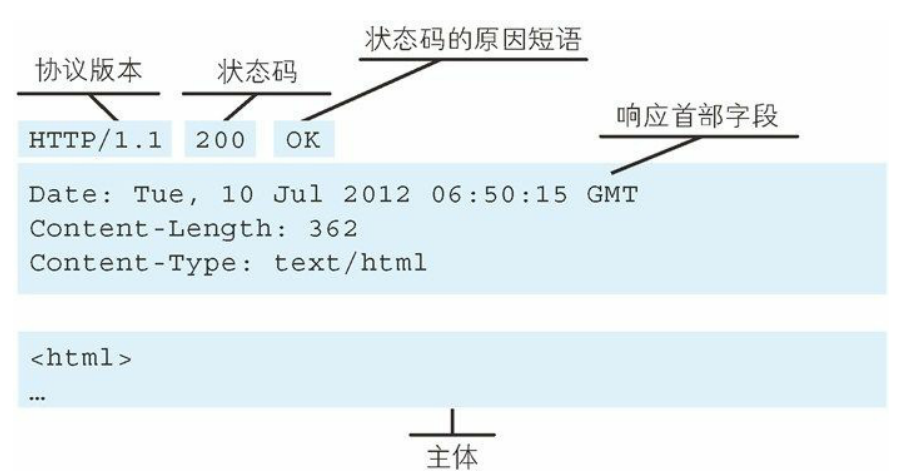 状态码的原因短语
协议版本 状态码
响应首部字段
HTTP/1.1 200 OK
Date: Tue, 10 Jul 2012 06:50:15 GMT
Content-Length: 362
Content-Type: text/html
<html>
…
主体